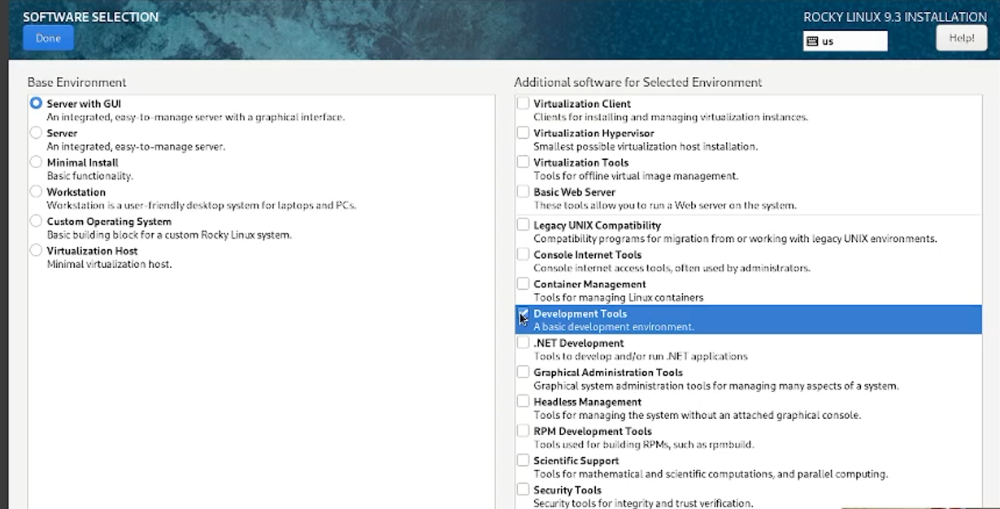 SOFTWARE SELECTION
Done
ROCKY LINUX 9.3 INSTALLATION
us
Help!
Base Environment
Server with GUI
An integrated, easy-to-manage server with a graphical interface.
Server
An integrated, easy-to-manage server.
Minimal Install
Basic functionality.
Workstation
Workstation is a user-friendly desktop system for laptops and PCs.
Custom Operating System
Basic building block for a custom Rocky Linux system.
Virtualization Host
Minimal virtualization host.
Additional software for Selected Environment
Virtualization Client
Clients for installing and managing virtualization instances.
Virtualization Hypervisor
Smallest possible virtualization host installation.
Virtualization Tools
Tools for offline virtual image management.
Basic Web Server
These tools allow you to run a Web server on the system.
Legacy UNIX Compatibility
Compatibility programs for migration from or working with legacy UNIX environments.
Console Internet Tools
Console internet access tools, often used by administrators.
Container Management
Tools for managing Linux containers
Development Tools
A basic development environment.
.NET Development
Tools to develop and/or run .NET applications
Graphical Administration Tools
Graphical system administration tools for managing many aspects of a system.
Headless Management
Tools for managing the system without an attached graphical console.
RPM Development Tools
Tools used for building RPMs, such as rpmbuild.
Scientific Support
Tools for mathematical and scientific computations, and parallel computing.
Security Tools
Security tools for integrity and trust verification.